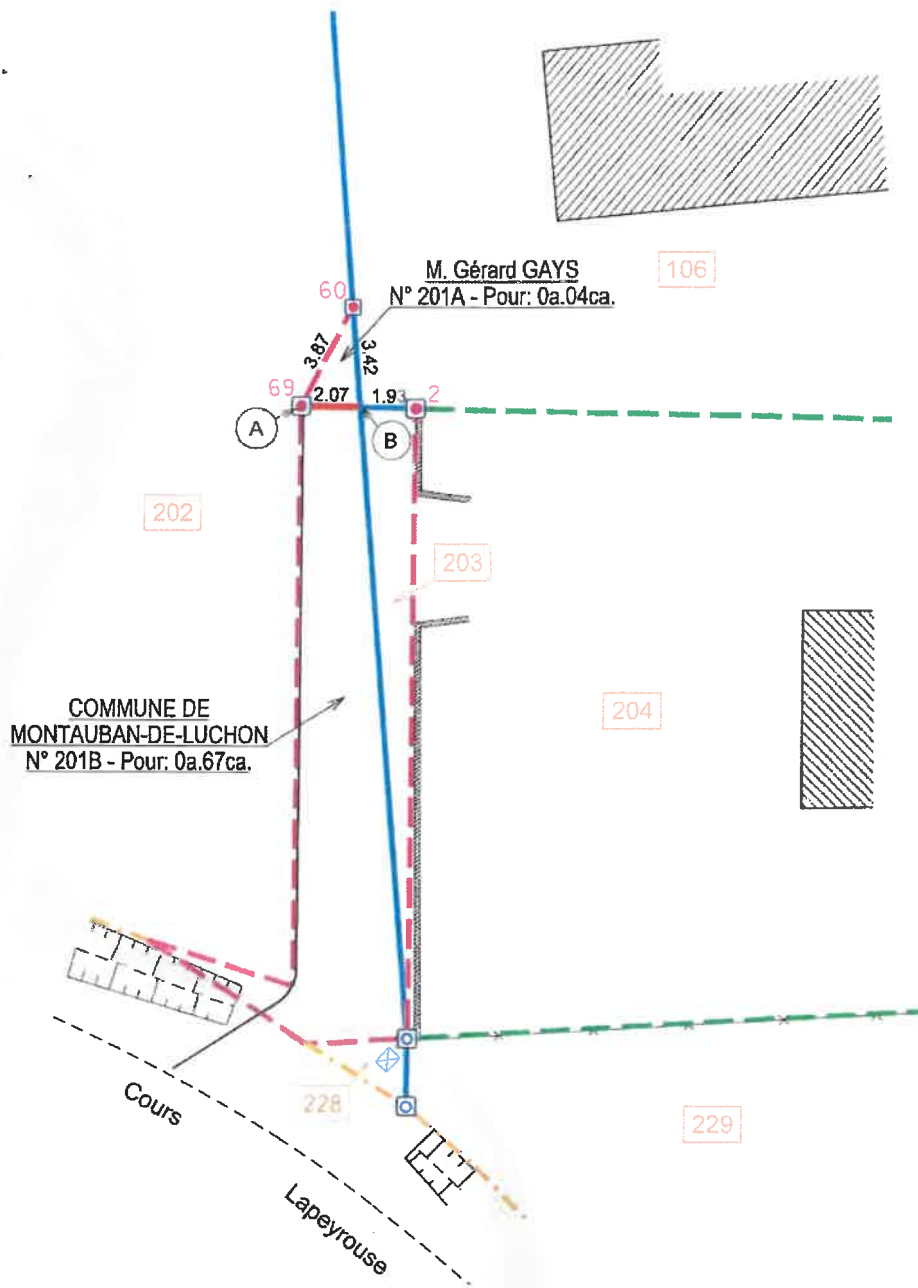 M. Gérard GAYS
N° 201A - Pour: 0a.04ca.
106
60
3.87
3.42
69
2.07
1.93
2
A
B
202
203
COMMUNE DE
MONTAUBAN-DE-LUCHON
N° 201B - Pour: 0a.67ca.
204
228
Cours
Lapeyrouse
229